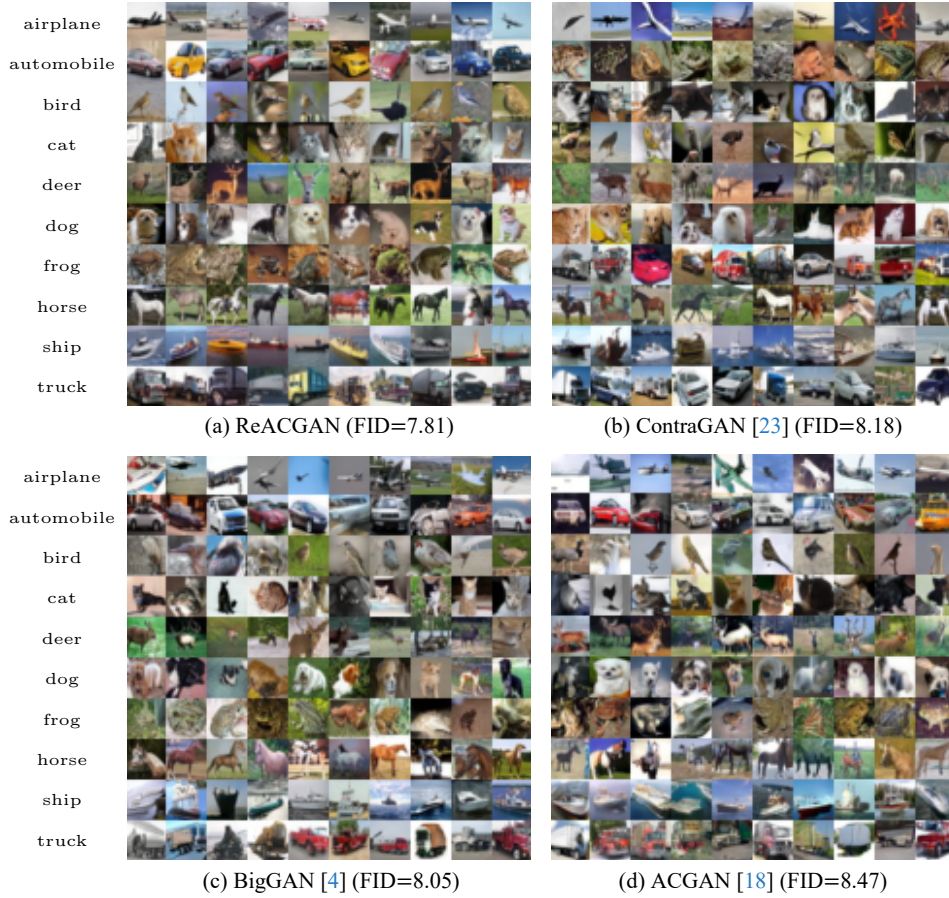 airplane
automobile
bird
cat
deer
dog
frog
horse
ship
truck
(a) ReACGAN (FID=7.81)
(b) ContraGAN [23] (FID=8.18)
airplane
automobile
bird
cat
deer
dog
frog
horse
ship
truck
(c) BigGAN [4] (FID=8.05)
(d) ACGAN [18] (FID=8.47)